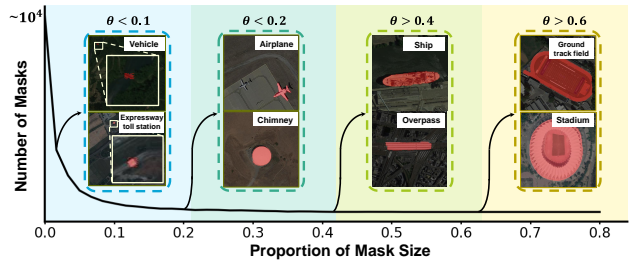 θ < 0.1
θ < 0.2
θ > 0.4
θ > 0.6
~10⁴
Number of Masks
Vehicle
Expressway
toll station
Airplane
Chimney
Ship
Overpass
Ground
track field
Stadium
0.0 0.1 0.2 0.3 0.4 0.5 0.6 0.7 0.8
Proportion of Mask Size